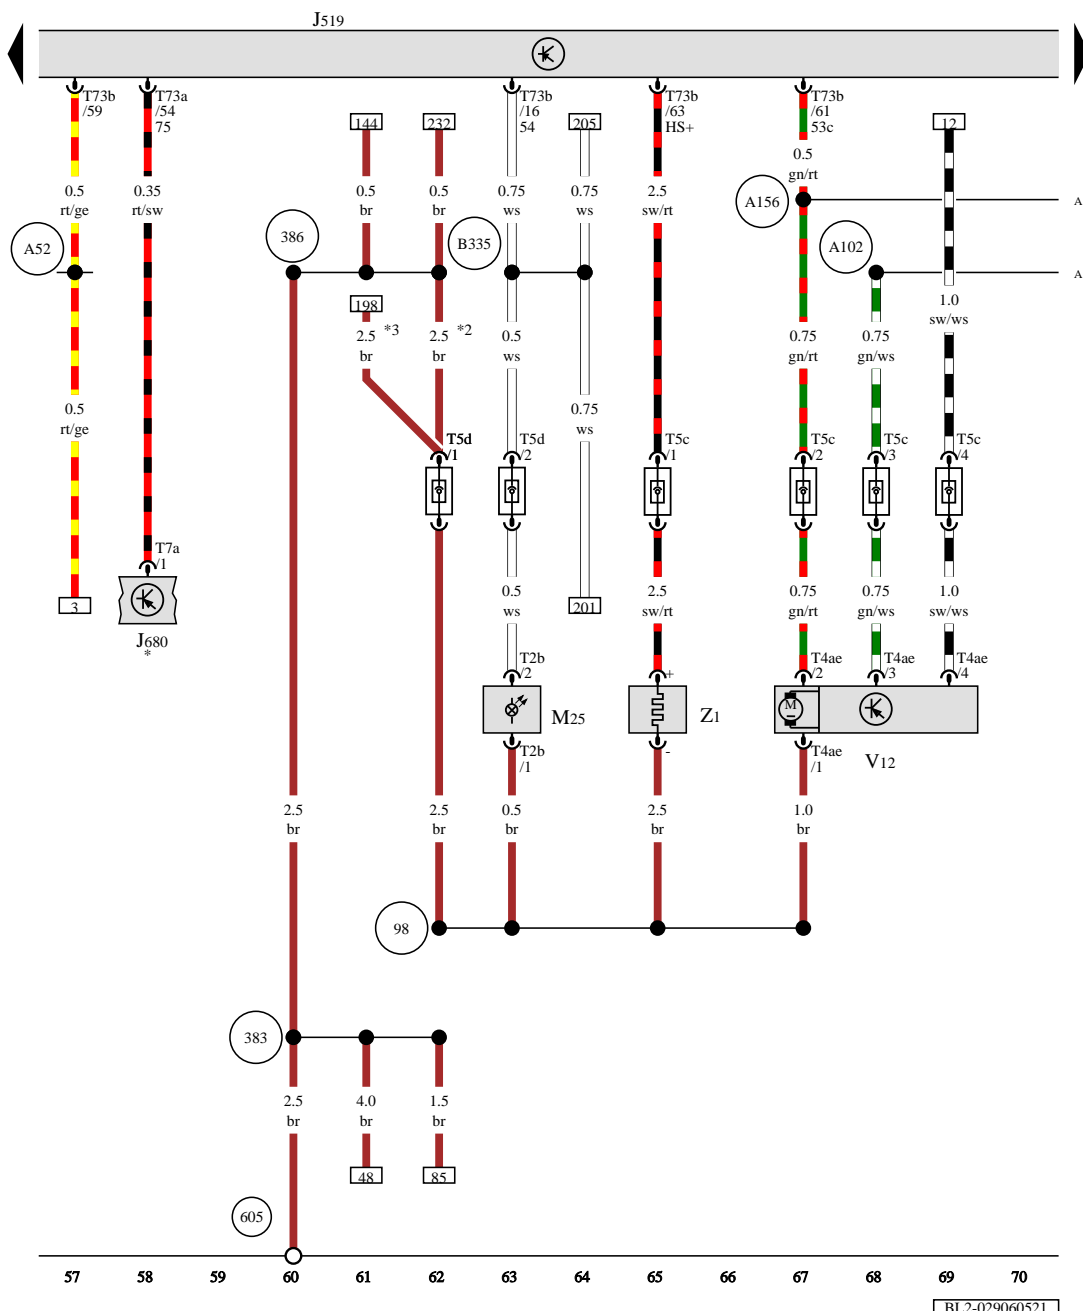 J519
T73b
/59
T73a
/54
75
T73b
/16
54
T73b
/63
HS+
T73b
/61
53c
144
232
205
12
0.5
rt/ge
0.35
rt/sw
0.5
br
0.5
br
0.75
ws
0.75
ws
2.5
sw/rt
0.5
gn/rt
A156
A
A52
386
B335
A102
A
198
*3
*2
2.5
br
2.5
br
0.5
ws
0.75
gn/rt
0.75
gn/ws
1.0
sw/ws
0.5
rt/ge
0.75
ws
T5d
/1
T5d
/2
T5c
/1
T5c
/2
T5c
/3
T5c
/4
T7a
/1
3
J680
*
0.5
ws
201
2.5
sw/rt
0.75
gn/rt
0.75
gn/ws
1.0
sw/ws
T2b
/2
+
T4ae
/2
T4ae
/3
T4ae
/4
M25
Z1
M
V12
T2b
/1
-
T4ae
/1
2.5
br
2.5
br
0.5
br
2.5
br
1.0
br
98
383
2.5
br
4.0
br
1.5
br
48
85
605
57 58 59 60 61 62 63 64 65 66 67 68 69 70
BL2-029060521